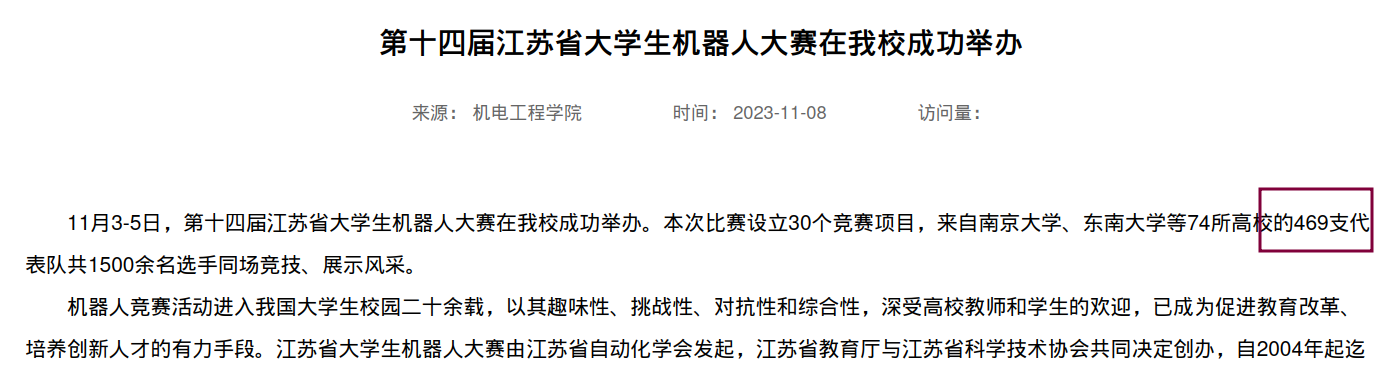 第十四届江苏省大学生机器人大赛在我校成功举办
来源： 机电工程学院 时间： 2023-11-08 访问量：
11月3-5日，第十四届江苏省大学生机器人大赛在我校成功举办。本次比赛设立30个竞赛项目，来自南京大学、东南大学等74所高校的469支代
表队共1500余名选手同场竞技、展示风采。
机器人竞赛活动进入我国大学生校园二十余载，以其趣味性、挑战性、对抗性和综合性，深受高校教师和学生的欢迎，已成为促进教育改革、
培养创新人才的有力手段。江苏省大学生机器人大赛由江苏省自动化学会发起，江苏省教育厅与江苏省科学技术协会共同决定创办，自2004年起迄